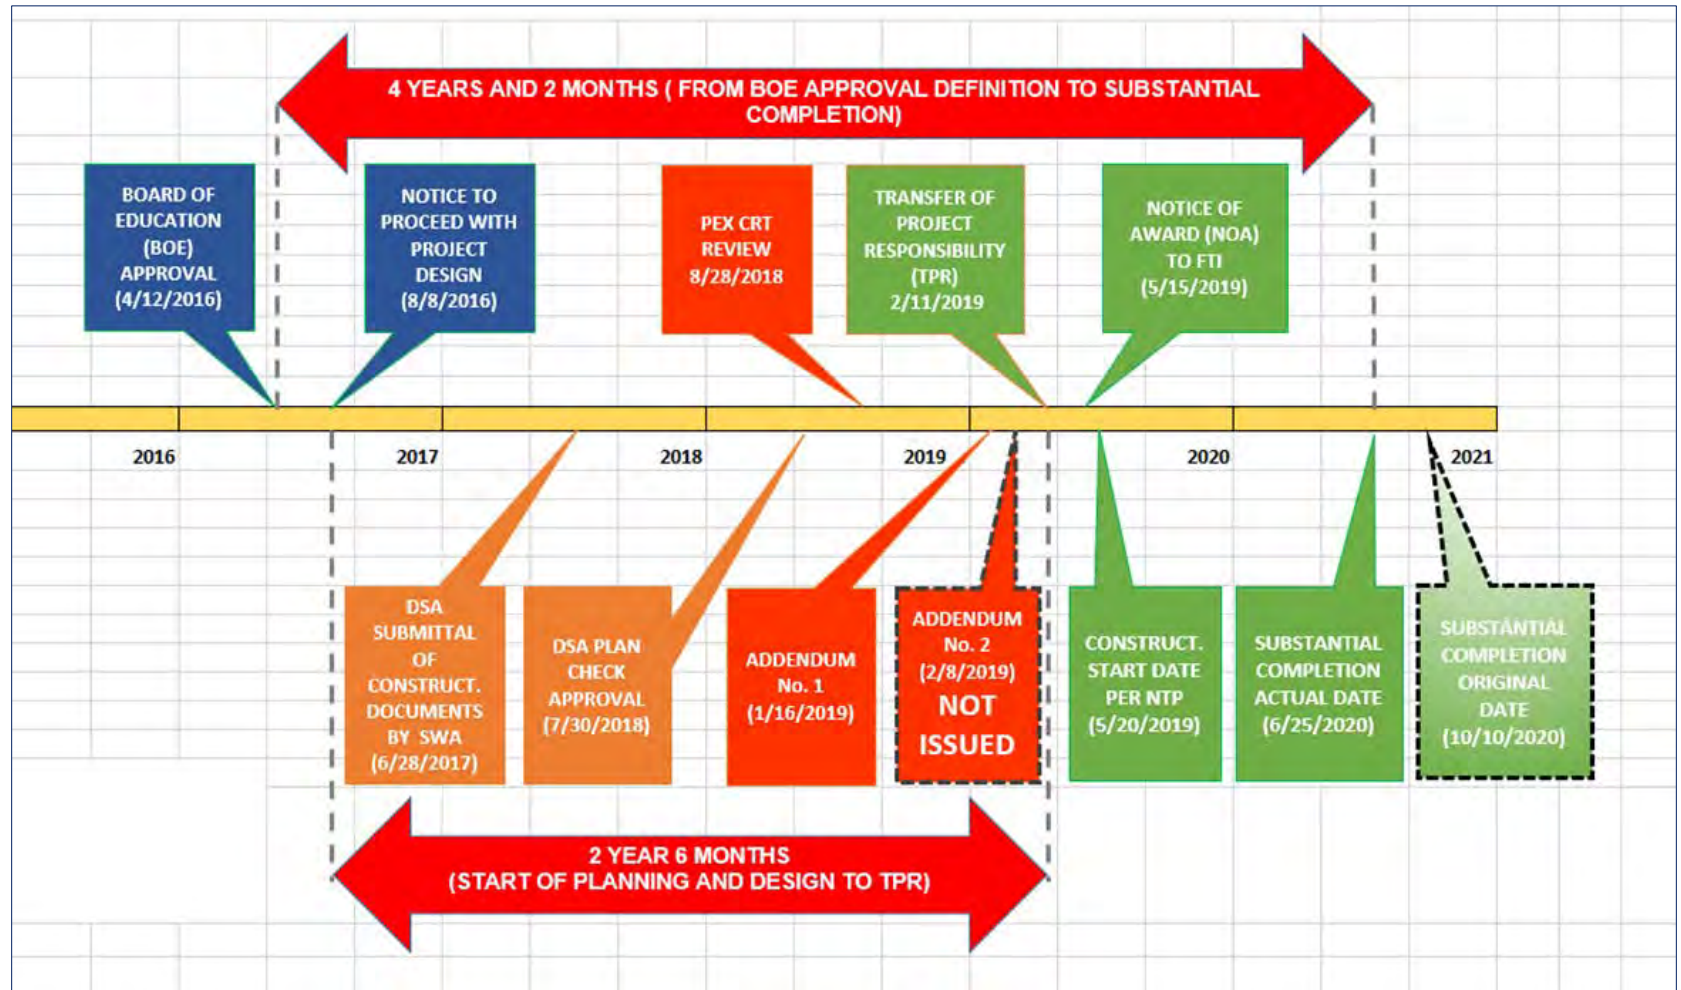 4 YEARS AND 2 MONTHS ( FROM BOE APPROVAL DEFINITION TO SUBSTANTIAL
COMPLETION)
BOARD OF
EDUCATION
(BOE)
APPROVAL
(4/12/2016)
NOTICE TO
PROCEED WITH
PROJECT
DESIGN
(8/8/2016)
PEX CRT
REVIEW
8/28/2018
TRANSFER OF
PROJECT
RESPONSIBILITY
(TPR)
2/11/2019
NOTICE OF
AWARD (NOA)
TO FTI
(5/15/2019)
2016
2017
2018
2019
2020
2021
DSA
SUBMITTAL
OF
CONSTRUCT.
DOCUMENTS
BY SWA
(6/28/2017)
DSA PLAN
CHECK
APPROVAL
(7/30/2018)
ADDENDUM
No. 1
(1/16/2019)
ADDENDUM
No. 2
(2/8/2019)
NOT
ISSUED
CONSTRUCT.
START DATE
PER NTP
(5/20/2019)
SUBSTANTIAL
COMPLETION
ACTUAL DATE
(6/25/2020)
SUBSTANTIAL
COMPLETION
ORIGINAL
DATE
(10/10/2020)
2 YEAR 6 MONTHS
(START OF PLANNING AND DESIGN TO TPR)